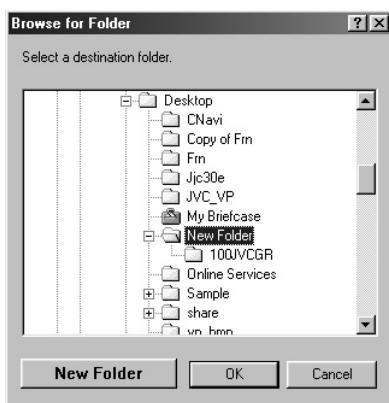 Browse for Folder
Select a destination folder.
Desktop
CNavi
Copy of Frn
Frn
Jjc30e
JVC_VP
My Briefcase
New Folder
100JVCGR
Online Services
Sample
share
vp_bmp
New Folder
OK
Cancel